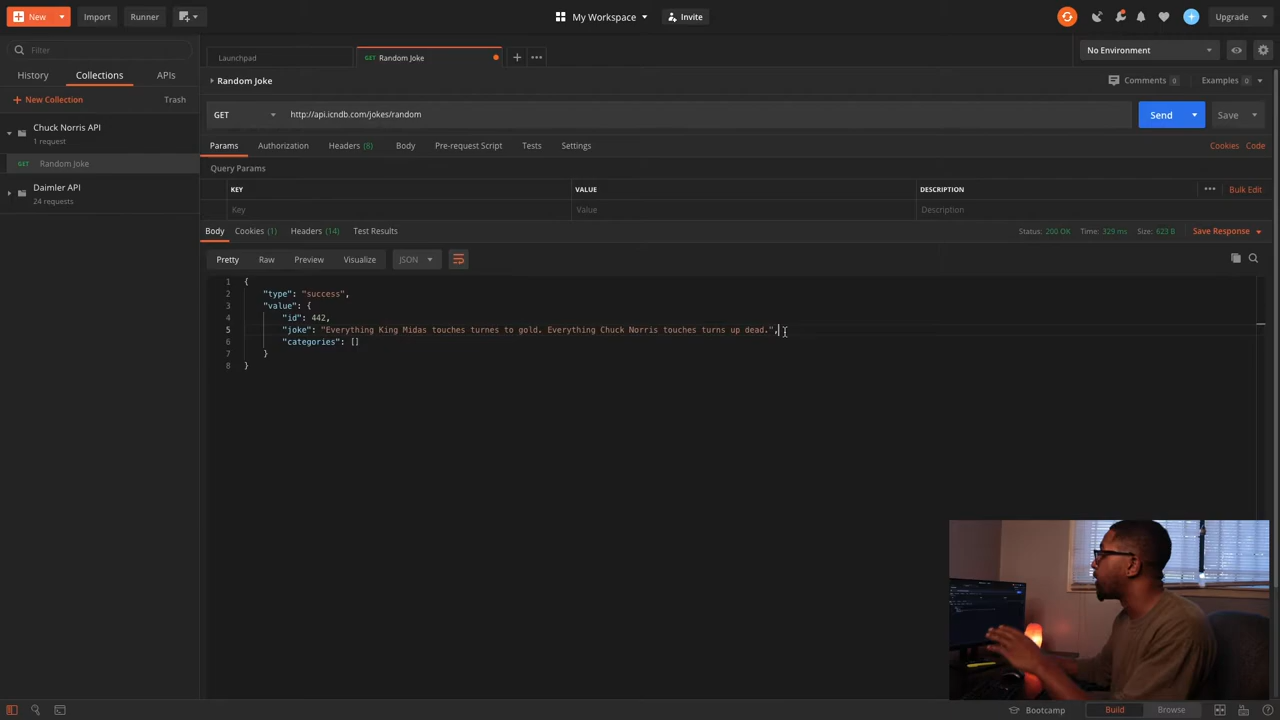 New Import Runner My Workspace Invite Upgrade
Filter
Launchpad GET Random Joke No Environment
History Collections APIs
Random Joke Comments 0 Examples 0
New Collection Trash
GET http://api.icndb.com/jokes/random Send Save
Chuck Norris API
1 request
Params Authorization Headers (8) Body Pre-request Script Tests Settings Cookies Code
GET Random Joke
Query Params
Daimler API
24 requests
KEY VALUE DESCRIPTION Bulk Edit
Key Value Description
Body Cookies (1) Headers (14) Test Results Status: 200 OK Time: 329 ms Size: 623 B Save Response
Pretty Raw Preview Visualize JSON
1 {
2 "type": "success",
3 "value": {
4 "id": 442,
5 "joke": "Everything King Midas touches turnes to gold. Everything Chuck Norris touches turns up dead.",
6 "categories": []
7 }
8 }
Bootcamp Build Browse